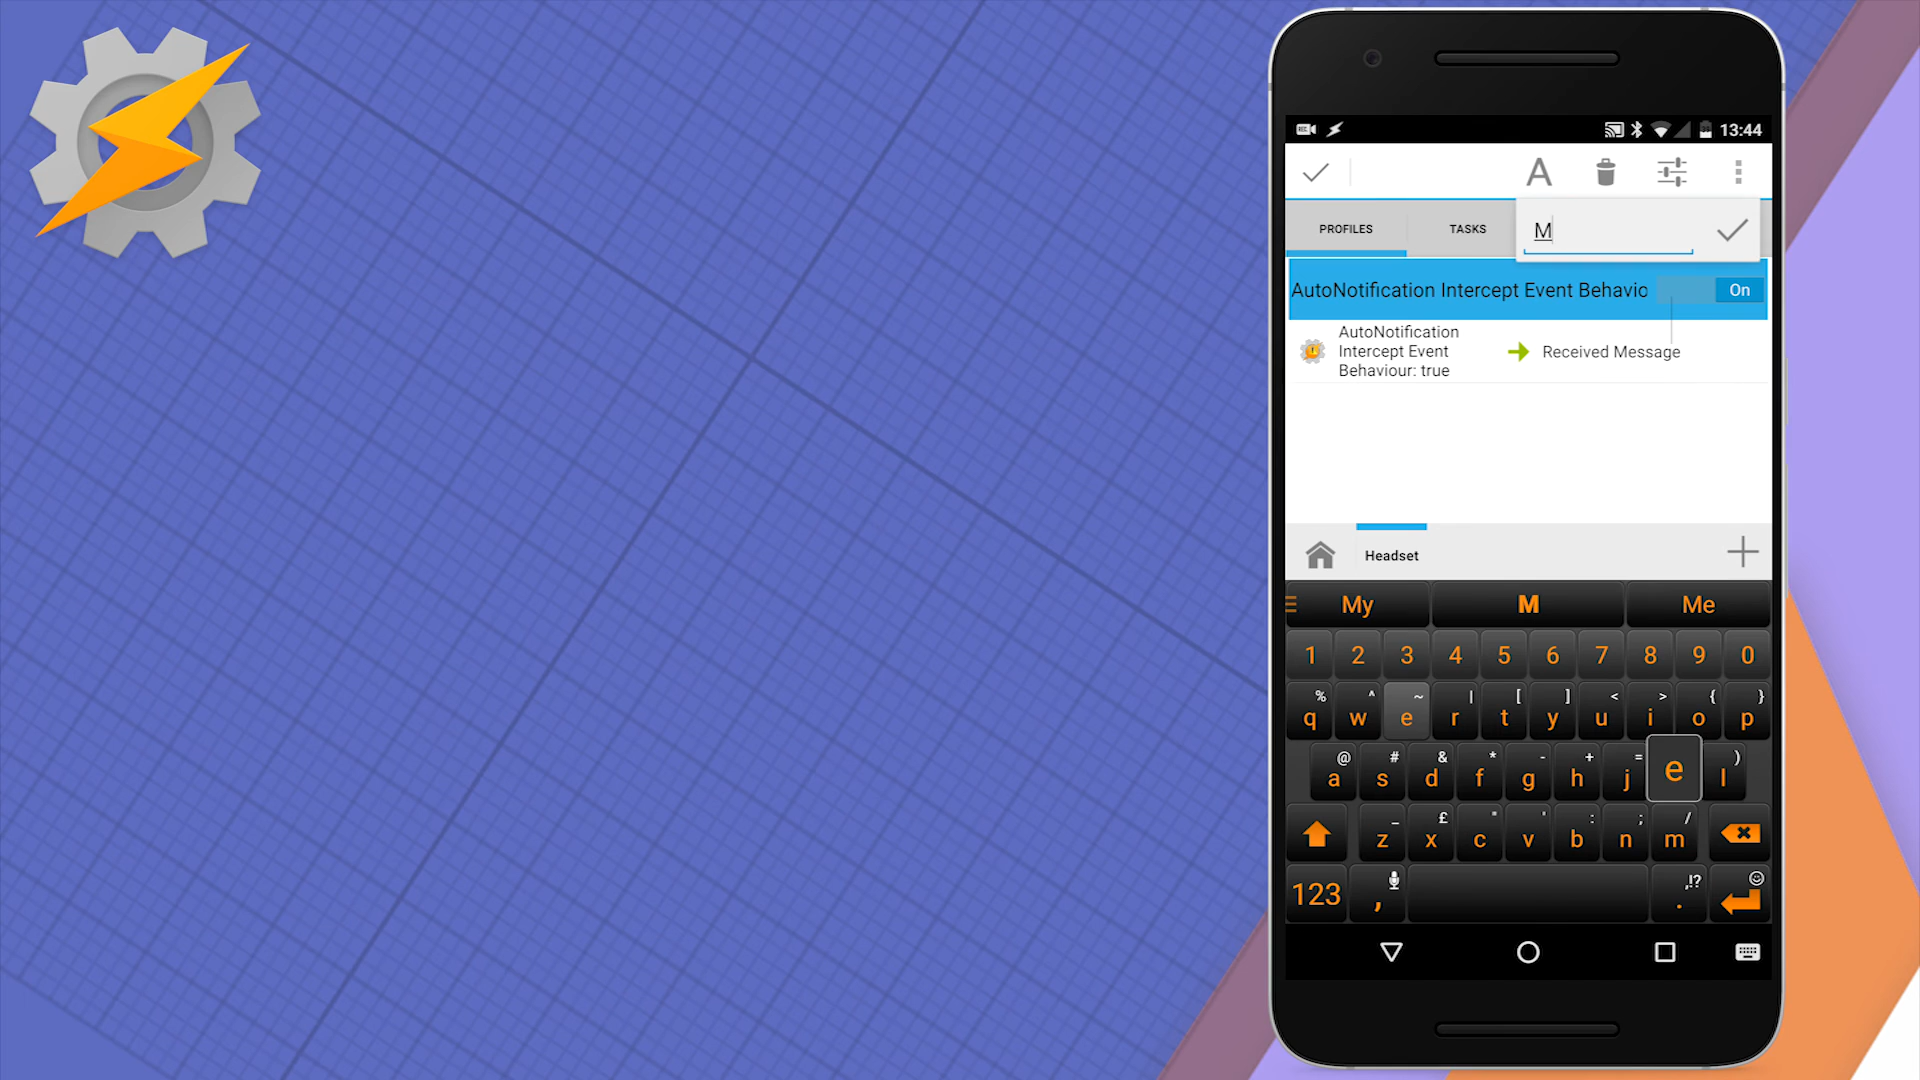 13:44
A
PROFILES
TASKS
M
AutoNotification Intercept Event Behavio
On
AutoNotification
Intercept Event
Behaviour: true
Received Message
Headset
My
M
Me
1 2 3 4 5 6 7 8 9 0
% ^ ~ | [ ] < > { }
q w e r t y u i o p
@ # & * - + = )
a s d f g h j e l
_ £ " ' : ; /
z x c v b n m
,!?
123 , .